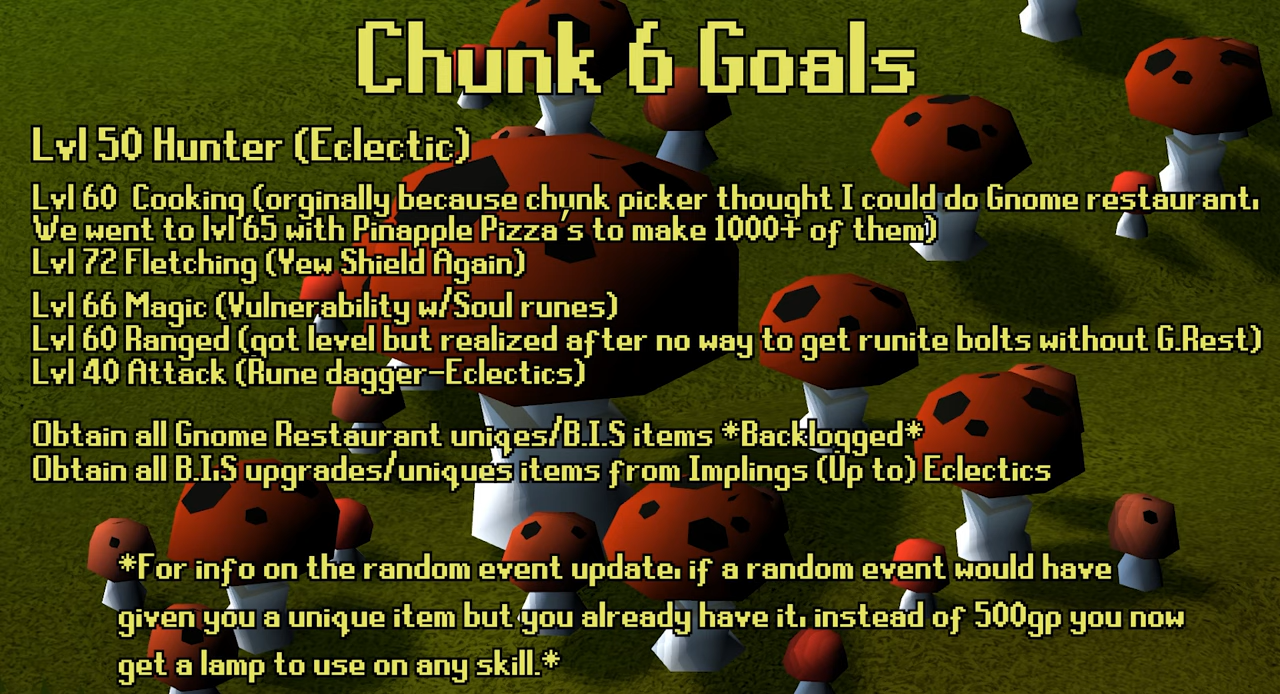 Chunk 6 Goals
Lvl 50 Hunter (Eclectic)
Lvl 60 Cooking (orginally because chunk picker thought I could do Gnome restaurant.
We went to lvl 65 with Pinapple Pizza's to make 1000+ of them)
Lvl 72 Fletching (Yew Shield Again)
Lvl 66 Magic (Vulnerability w/Soul runes)
Lvl 60 Ranged (got level but realized after no way to get runite bolts without G.Rest)
Lvl 40 Attack (Rune dagger-Eclectics)
Obtain all Gnome Restaurant uniqes/B.I.S items *Backlogged*
Obtain all B.I.S upgrades/uniques items from Implings (Up to) Eclectics
*For info on the random event update, if a random event would have
given you a unique item but you already have it, instead of 500gp you now
get a lamp to use on any skill.*